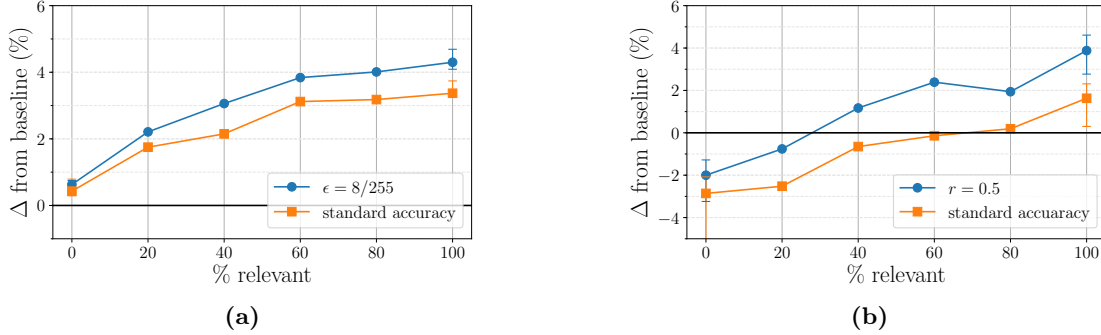 Δ from baseline (%)
6
4
2
0
ϵ = 8/255
standard accuracy
0 20 40 60 80 100
% relevant
(a)
Δ from baseline (%)
6
4
2
0
−2
−4
r = 0.5
standard accuaracy
0 20 40 60 80 100
% relevant
(b)